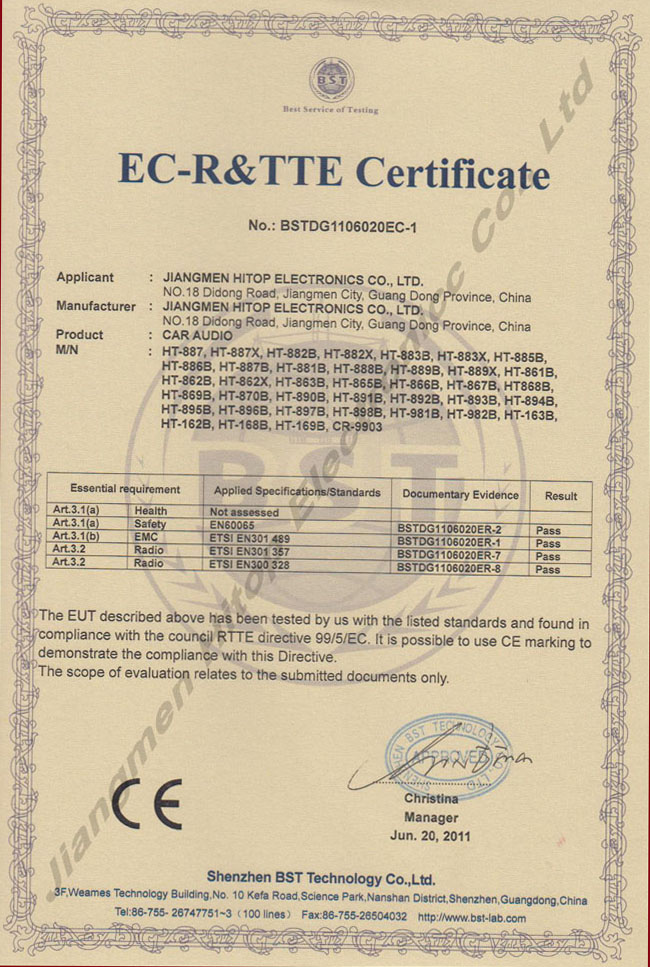 BST
Best Service of Testing
EC-R&TTE Certificate
No.: BSTDG1106020EC-1
Applicant : JIANGMEN HITOP ELECTRONICS CO., LTD.
NO.18 Didong Road, Jiangmen City, Guang Dong Province, China
Manufacturer : JIANGMEN HITOP ELECTRONICS CO., LTD.
NO.18 Didong Road, Jiangmen City, Guang Dong Province, China
Product : CAR AUDIO
M/N : HT-887, HT-887X, HT-882B, HT-882X, HT-883B, HT-883X, HT-885B,
HT-886B, HT-887B, HT-881B, HT-888B, HT-889B, HT-889X, HT-861B,
HT-862B, HT-862X, HT-863B, HT-865B, HT-866B, HT-867B, HT868B,
HT-869B, HT-870B, HT-890B, HT-891B, HT-892B, HT-893B, HT-894B,
HT-895B, HT-896B, HT-897B, HT-898B, HT-981B, HT-982B, HT-163B,
HT-162B, HT-168B, HT-169B, CR-9903
Essential requirement Applied Specifications/Standards Documentary Evidence Result
Art.3.1(a) Health Not assessed
Art.3.1(a) Safety EN60065 BSTDG1106020ER-2 Pass
Art.3.1(b) EMC ETSI EN301 489 BSTDG1106020ER-1 Pass
Art.3.2 Radio ETSI EN301 357 BSTDG1106020ER-7 Pass
Art.3.2 Radio ETSI EN300 328 BSTDG1106020ER-8 Pass
The EUT described above has been tested by us with the listed standards and found in
compliance with the council RTTE directive 99/5/EC. It is possible to use CE marking to
demonstrate the compliance with this Directive.
The scope of evaluation relates to the submitted documents only.
BST
Jiangmen Hitop Electronicc Co., Ltd
SHENZHEN BST TECHNOLOGY CO.,LTD
APPROVED
CE
Christina
Manager
Jun. 20, 2011
Shenzhen BST Technology Co.,Ltd.
3F,Weames Technology Building,No. 10 Kefa Road,Science Park,Nanshan District,Shenzhen,Guangdong,China
Tel:86-755- 26747751~3 (100 lines) Fax:86-755-26504032 http://www.bst-lab.com